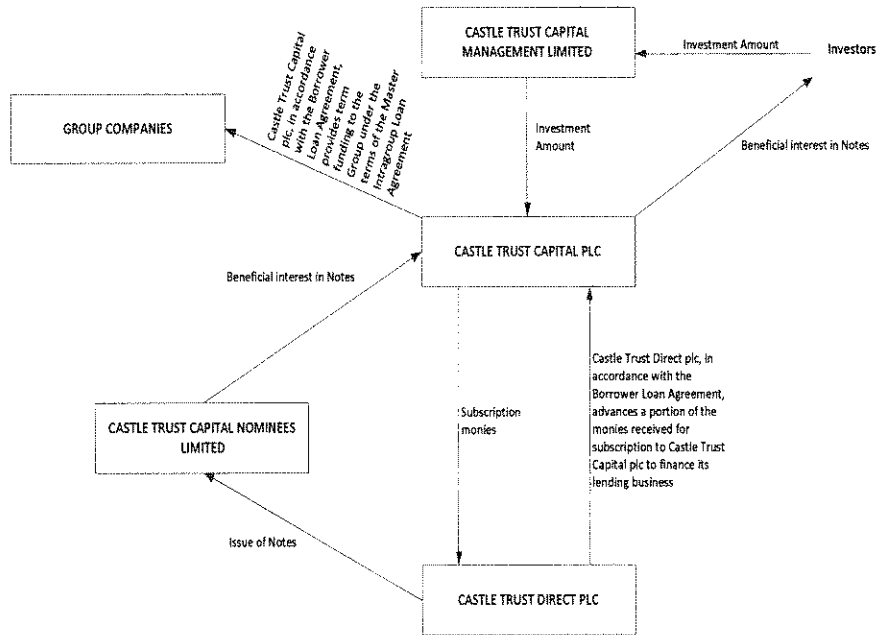 CASTLE TRUST CAPITAL
MANAGEMENT LIMITED
Investment Amount
Investors
Castle Trust Capital
plc, in accordance
with the Borrower
Loan Agreement,
provides term
funding to the
Group under the
terms of the Master
Intragroup Loan
Agreement
GROUP COMPANIES
Investment
Amount
Beneficial interest in Notes
CASTLE TRUST CAPITAL PLC
Beneficial interest in Notes
Castle Trust Direct plc, in
accordance with the
Borrower Loan Agreement,
advances a portion of the
monies received for
subscription to Castle Trust
Capital plc to finance its
lending business
Subscription
monies
CASTLE TRUST CAPITAL NOMINEES
LIMITED
Issue of Notes
CASTLE TRUST DIRECT PLC